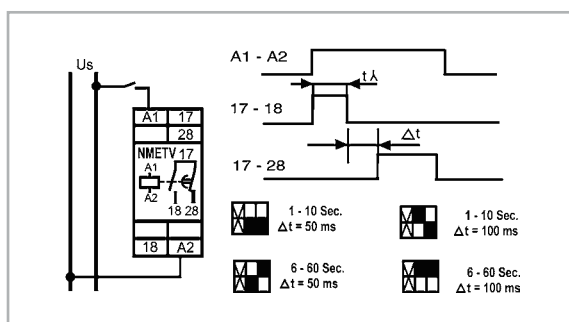 Us
A1 17
28
NMETV 17
A1
A2
18 28
18 A2
A1 - A2
t⅄
17 - 18
Δt
17 - 28
1 - 10 Sec.
Δt = 50 ms
1 - 10 Sec.
Δt = 100 ms
6 - 60 Sec.
Δt = 50 ms
6 - 60 Sec.
Δt = 100 ms